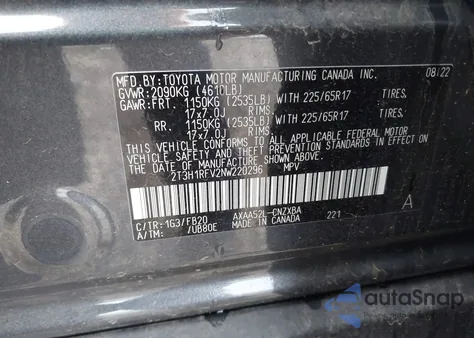 MFD.BY:TOYOTA MOTOR MANUFACTURING CANADA INC. 08/22
GVWR:2090KG (4610LB)
GAWR:FRT. 1150KG (2535LB) WITH 225/65R17 TIRES,
17x7.0J RIMS,
RR. 1150KG (2535LB) WITH 225/65R17 TIRES,
17x7.0J RIMS,
THIS VEHICLE CONFORMS TO ALL APPLICABLE FEDERAL MOTOR
VEHICLE SAFETY STANDARDS IN EFFECT ON
THE DATE OF MANUFACTURE SHOWN ABOVE.
2T3H1RFV2NW220296 MPV
C/TR:1G3/FB20 AXAA52L-CNZXBA 221 A
A/TM: /UB80E MADE IN CANADA
autoSnap